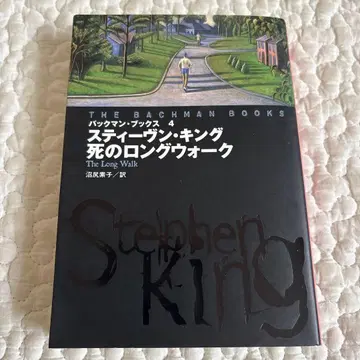 THE BACHMAN BOOKS
バックマン・ブックス 4
スティーヴン・キング
死のロングウォーク
The Long Walk
沼尻素子/訳
Stephen
King